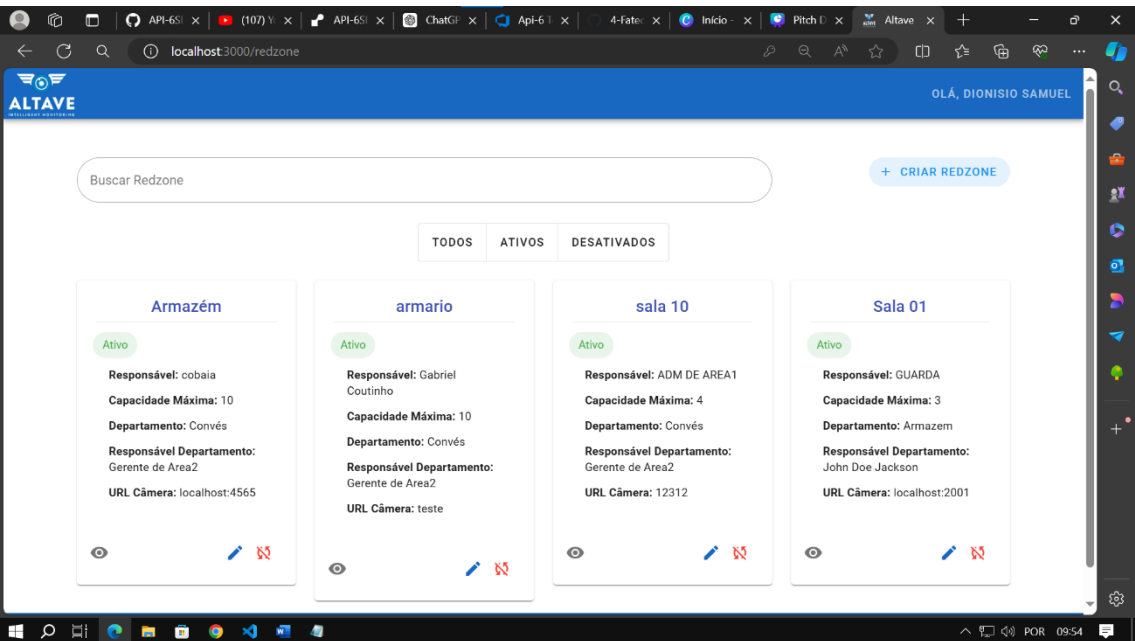 API-6S
(107) Y
API-6S
ChatGP
Api-6 T
4-Fatec
Início -
Pitch D
Altave
localhost:3000/redzone
ALTAVE
INTELLIGENT MONITORING
OLÁ, DIONISIO SAMUEL
Buscar Redzone
+ CRIAR REDZONE
TODOS
ATIVOS
DESATIVADOS
Armazém
Ativo
Responsável: cobaia
Capacidade Máxima: 10
Departamento: Convés
Responsável Departamento:
Gerente de Area2
URL Câmera: localhost:4565
armario
Ativo
Responsável: Gabriel
Coutinho
Capacidade Máxima: 10
Departamento: Convés
Responsável Departamento:
Gerente de Area2
URL Câmera: teste
sala 10
Ativo
Responsável: ADM DE AREA1
Capacidade Máxima: 4
Departamento: Convés
Responsável Departamento:
Gerente de Area2
URL Câmera: 12312
Sala 01
Ativo
Responsável: GUARDA
Capacidade Máxima: 3
Departamento: Armazem
Responsável Departamento:
John Doe Jackson
URL Câmera: localhost:2001
POR
09:54